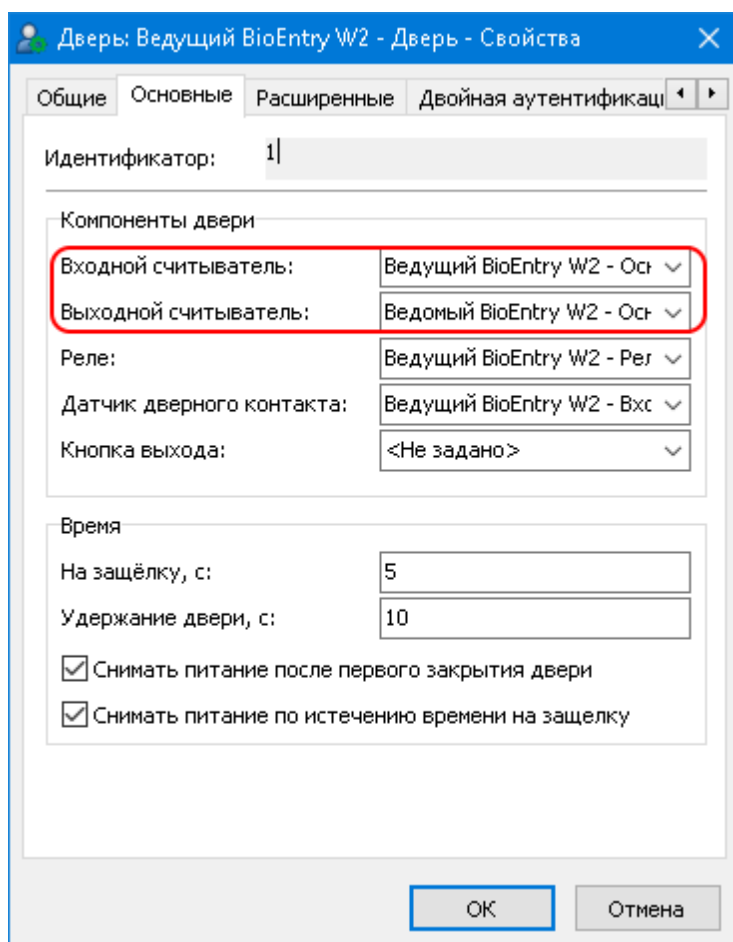 Дверь: Ведущий BioEntry W2 - Дверь - Свойства
Общие Основные Расширенные Двойная аутентификаци
Идентификатор: 1
Компоненты двери
Входной считыватель: Ведущий BioEntry W2 - Осн
Выходной считыватель: Ведомый BioEntry W2 - Осн
Реле: Ведущий BioEntry W2 - Рел
Датчик дверного контакта: Ведущий BioEntry W2 - Вхо
Кнопка выхода: <Не задано>
Время
На защёлку, с: 5
Удержание двери, с: 10
Снимать питание после первого закрытия двери
Снимать питание по истечению времени на защелку
ОК Отмена